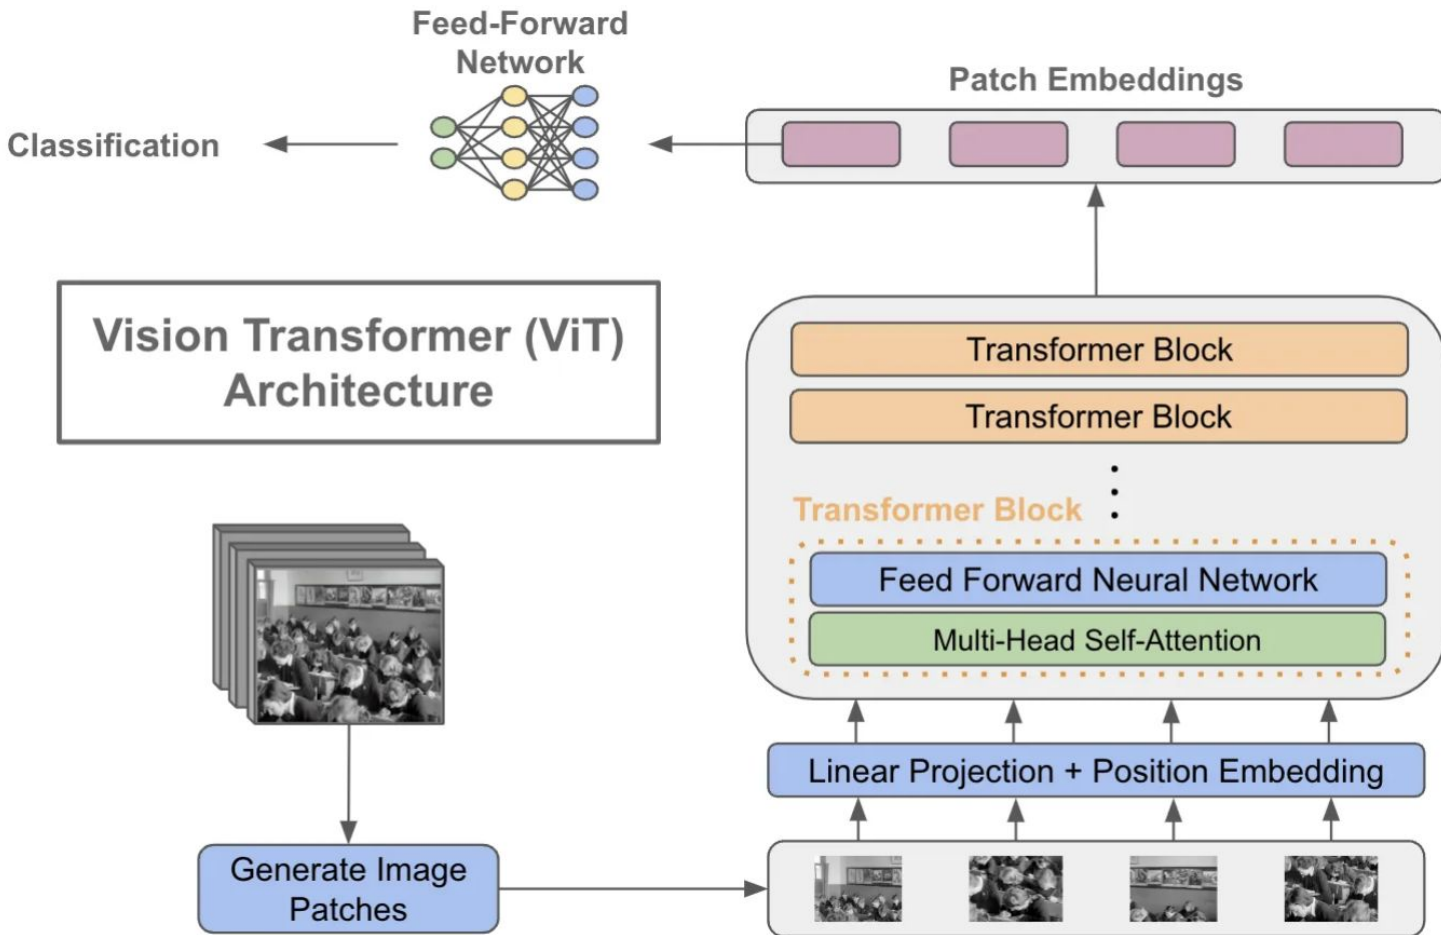 Feed-Forward
Network
Patch Embeddings
Classification
Vision Transformer (ViT)
Architecture
Transformer Block
Transformer Block
Transformer Block
Feed Forward Neural Network
Multi-Head Self-Attention
Linear Projection + Position Embedding
Generate Image
Patches